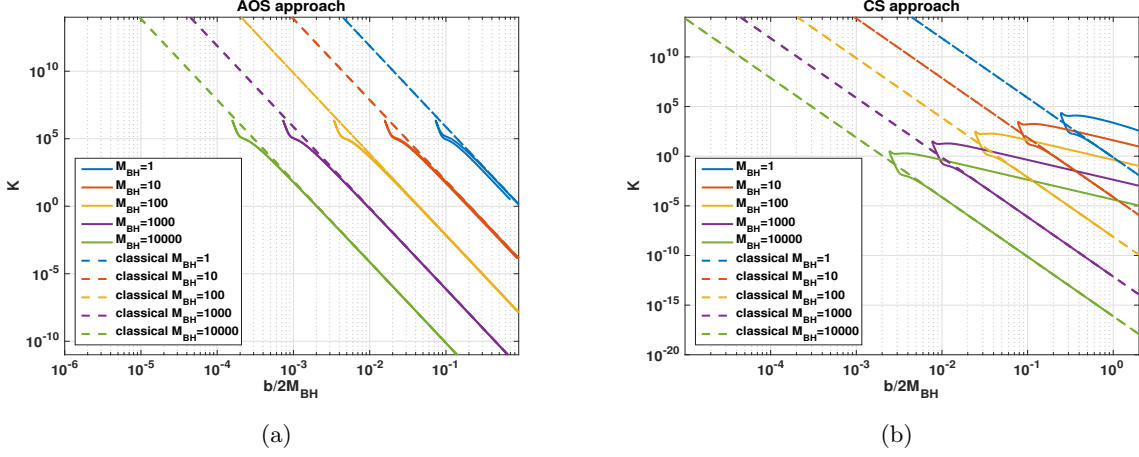 AOS approach
10^10
10^5
10^0
10^-5
10^-10
K
M_BH=1
M_BH=10
M_BH=100
M_BH=1000
M_BH=10000
classical M_BH=1
classical M_BH=10
classical M_BH=100
classical M_BH=1000
classical M_BH=10000
10^-6
10^-5
10^-4
10^-3
10^-2
10^-1
b/2M_BH
(a)
CS approach
10^10
10^5
10^0
10^-5
10^-10
10^-15
10^-20
K
M_BH=1
M_BH=10
M_BH=100
M_BH=1000
M_BH=10000
classical M_BH=1
classical M_BH=10
classical M_BH=100
classical M_BH=1000
classical M_BH=10000
10^-4
10^-3
10^-2
10^-1
10^0
b/2M_BH
(b)